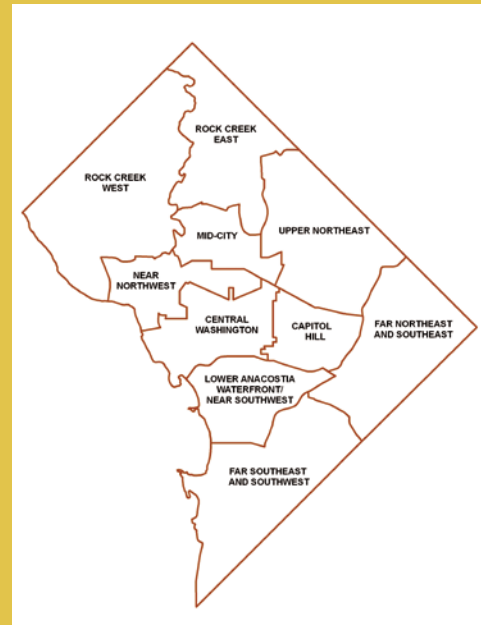 ROCK CREEK
EAST
ROCK CREEK
WEST
MID-CITY
UPPER NORTHEAST
NEAR
NORTHWEST
CENTRAL
WASHINGTON
CAPITOL
HILL
FAR NORTHEAST
AND SOUTHEAST
LOWER ANACOSTIA
WATERFRONT/
NEAR SOUTHWEST
FAR SOUTHEAST
AND SOUTHWEST